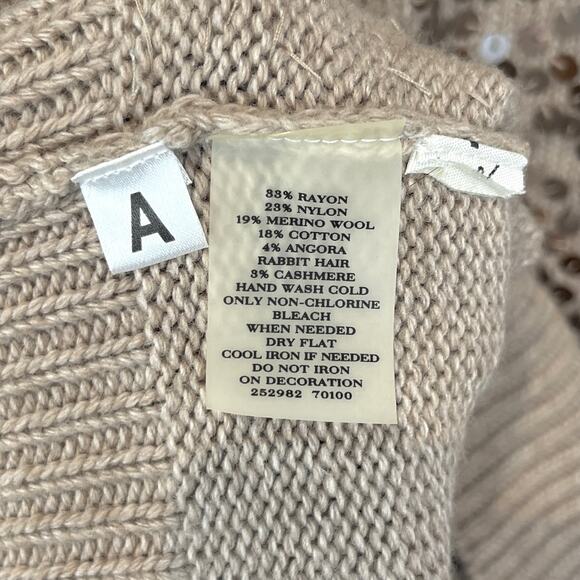 A
33% RAYON
23% NYLON
19% MERINO WOOL
18% COTTON
4% ANGORA
RABBIT HAIR
3% CASHMERE
HAND WASH COLD
ONLY NON-CHLORINE
BLEACH
WHEN NEEDED
DRY FLAT
COOL IRON IF NEEDED
DO NOT IRON
ON DECORATION
252982 70100